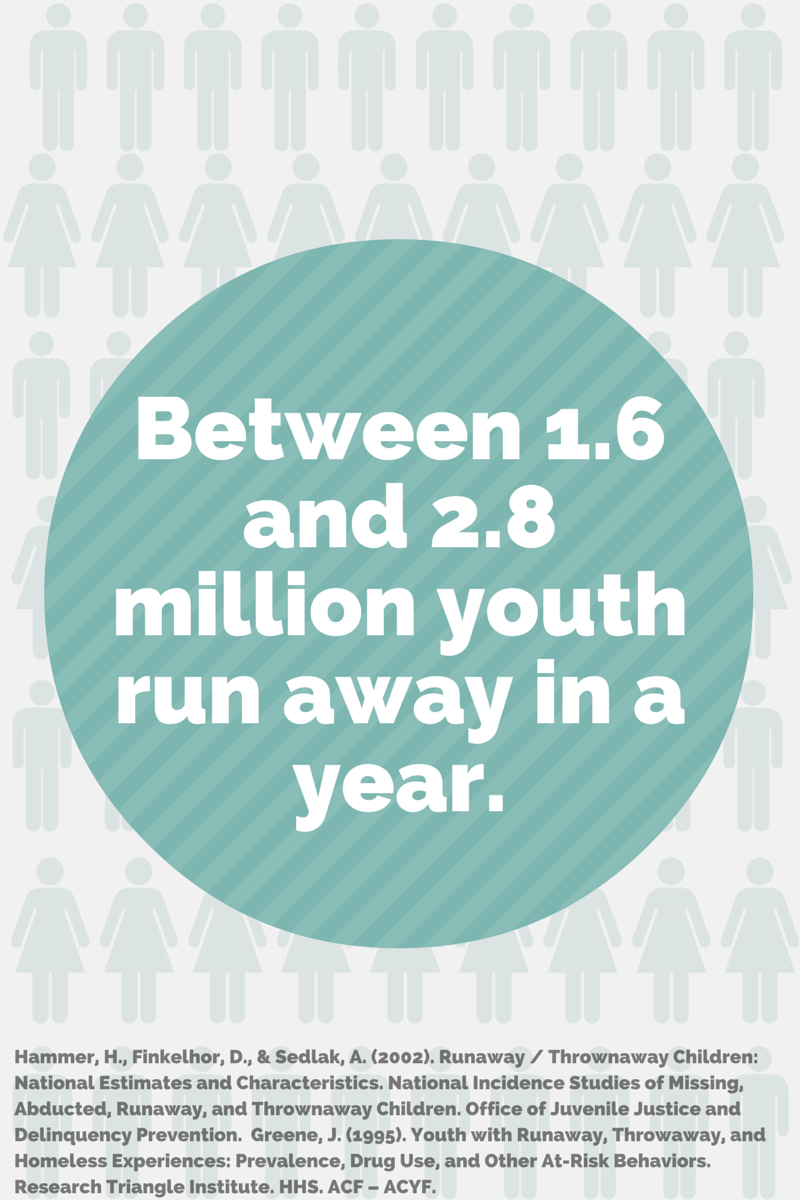 Between 1.6
and 2.8
million youth
run away in a
year.
Hammer, H., Finkelhor, D., & Sedlak, A. (2002). Runaway / Thrownaway Children:
National Estimates and Characteristics. National Incidence Studies of Missing,
Abducted, Runaway, and Thrownaway Children. Office of Juvenile Justice and
Delinquency Prevention.  Greene, J. (1995). Youth with Runaway, Throwaway, and
Homeless Experiences: Prevalence, Drug Use, and Other At-Risk Behaviors.
Research Triangle Institute. HHS. ACF – ACYF.